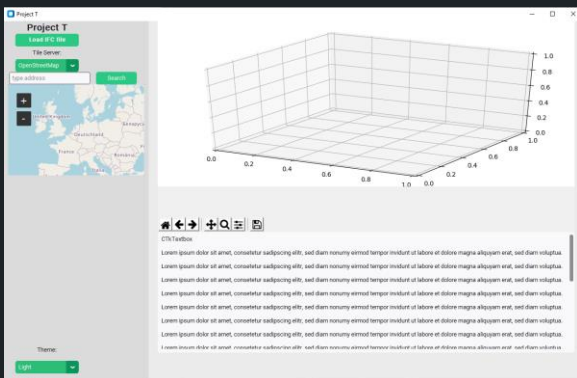 Project T
Project T
Load IFC file
Tile Server:
OpenStreetMap
type address
Search
+
-
United Kingdom
Deutschland
France
România
Italia
Theme:
Light
1.0
0.8
0.6
0.4
0.2
0.0
1.0
0.8
0.6
0.4
0.2
0.0
0.0
0.2
0.4
0.6
0.8
1.0
CTkTextbox
Lorem ipsum dolor sit amet, consetetur sadipscing elitr, sed diam nonumy eirmod tempor invidunt ut labore et dolore magna aliquyam erat, sed diam voluptua.
Lorem ipsum dolor sit amet, consetetur sadipscing elitr, sed diam nonumy eirmod tempor invidunt ut labore et dolore magna aliquyam erat, sed diam voluptua.
Lorem ipsum dolor sit amet, consetetur sadipscing elitr, sed diam nonumy eirmod tempor invidunt ut labore et dolore magna aliquyam erat, sed diam voluptua.
Lorem ipsum dolor sit amet, consetetur sadipscing elitr, sed diam nonumy eirmod tempor invidunt ut labore et dolore magna aliquyam erat, sed diam voluptua.
Lorem ipsum dolor sit amet, consetetur sadipscing elitr, sed diam nonumy eirmod tempor invidunt ut labore et dolore magna aliquyam erat, sed diam voluptua.
Lorem ipsum dolor sit amet, consetetur sadipscing elitr, sed diam nonumy eirmod tempor invidunt ut labore et dolore magna aliquyam erat, sed diam voluptua.
Lorem ipsum dolor sit amet, consetetur sadipscing elitr, sed diam nonumy eirmod tempor invidunt ut labore et dolore magna aliquyam erat, sed diam voluptua.
Lorem ipsum dolor sit amet, consetetur sadipscing elitr, sed diam nonumy eirmod tempor invidunt ut labore et dolore magna aliquyam erat, sed diam voluptua.